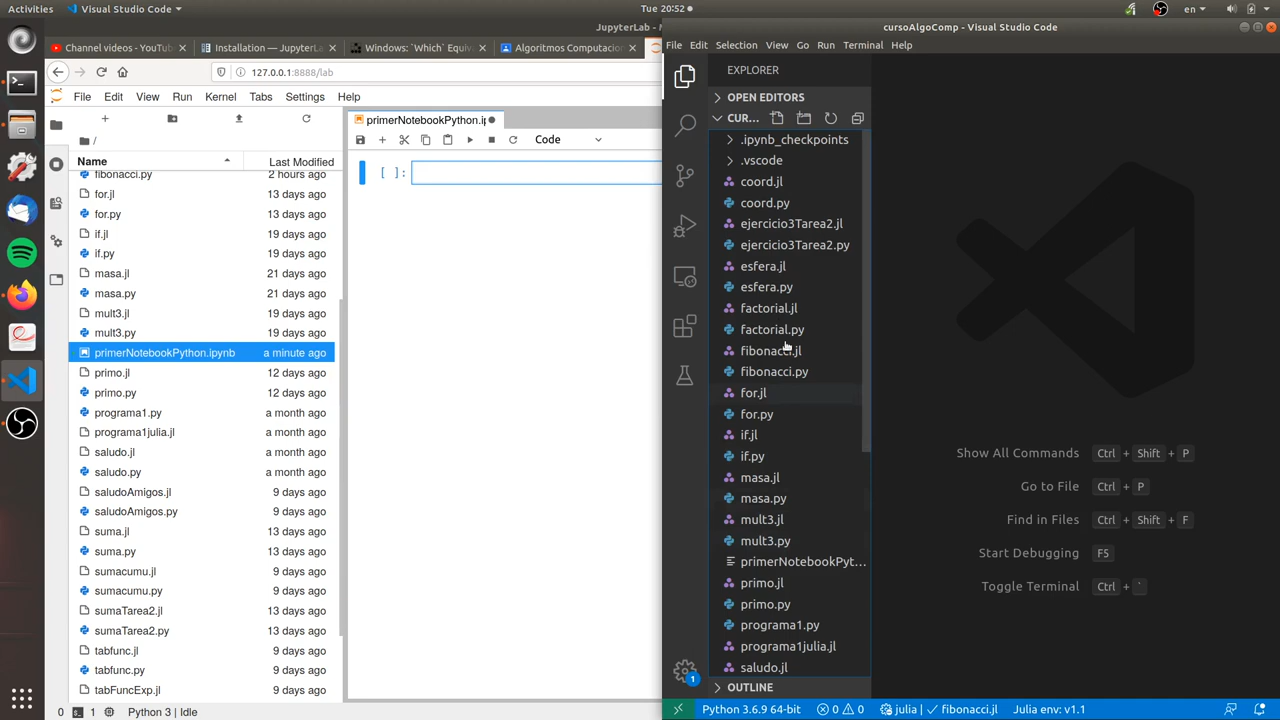 Activities
Visual Studio Code
Tue 20:52
en
JupyterLab - M
Channel videos - YouTub
Installation — JupyterLa
Windows: `Which` Equiv
Algoritmos Computacion
127.0.0.1:8888/lab
File Edit View Run Kernel Tabs Settings Help
/
Name
Last Modified
fibonacci.py 2 hours ago
for.jl 13 days ago
for.py 13 days ago
if.jl 19 days ago
if.py 19 days ago
masa.jl 21 days ago
masa.py 21 days ago
mult3.jl 19 days ago
mult3.py 19 days ago
primerNotebookPython.ipynb a minute ago
primo.jl 12 days ago
primo.py 12 days ago
programa1.py a month ago
programa1julia.jl a month ago
saludo.jl a month ago
saludo.py a month ago
saludoAmigos.jl 9 days ago
saludoAmigos.py 9 days ago
suma.jl 13 days ago
suma.py 13 days ago
sumacumu.jl 9 days ago
sumacumu.py 9 days ago
sumaTarea2.jl 13 days ago
sumaTarea2.py 13 days ago
tabfunc.jl 9 days ago
tabfunc.py 9 days ago
tabFuncExp.jl 9 days ago
0 1 Python 3 | Idle
primerNotebookPython.ip
Code
[ ]:
cursoAlgoComp - Visual Studio Code
File Edit Selection View Go Run Terminal Help
EXPLORER
OPEN EDITORS
CUR...
.ipynb_checkpoints
.vscode
coord.jl
coord.py
ejercicio3Tarea2.jl
ejercicio3Tarea2.py
esfera.jl
esfera.py
factorial.jl
factorial.py
fibonacci.jl
fibonacci.py
for.jl
for.py
if.jl
if.py
masa.jl
masa.py
mult3.jl
mult3.py
primerNotebookPyt...
primo.jl
primo.py
programa1.py
programa1julia.jl
saludo.jl
OUTLINE
1
Show All Commands Ctrl + Shift + P
Go to File Ctrl + P
Find in Files Ctrl + Shift + F
Start Debugging F5
Toggle Terminal Ctrl + `
Python 3.6.9 64-bit 0 0 julia | ✓ fibonacci.jl Julia env: v1.1